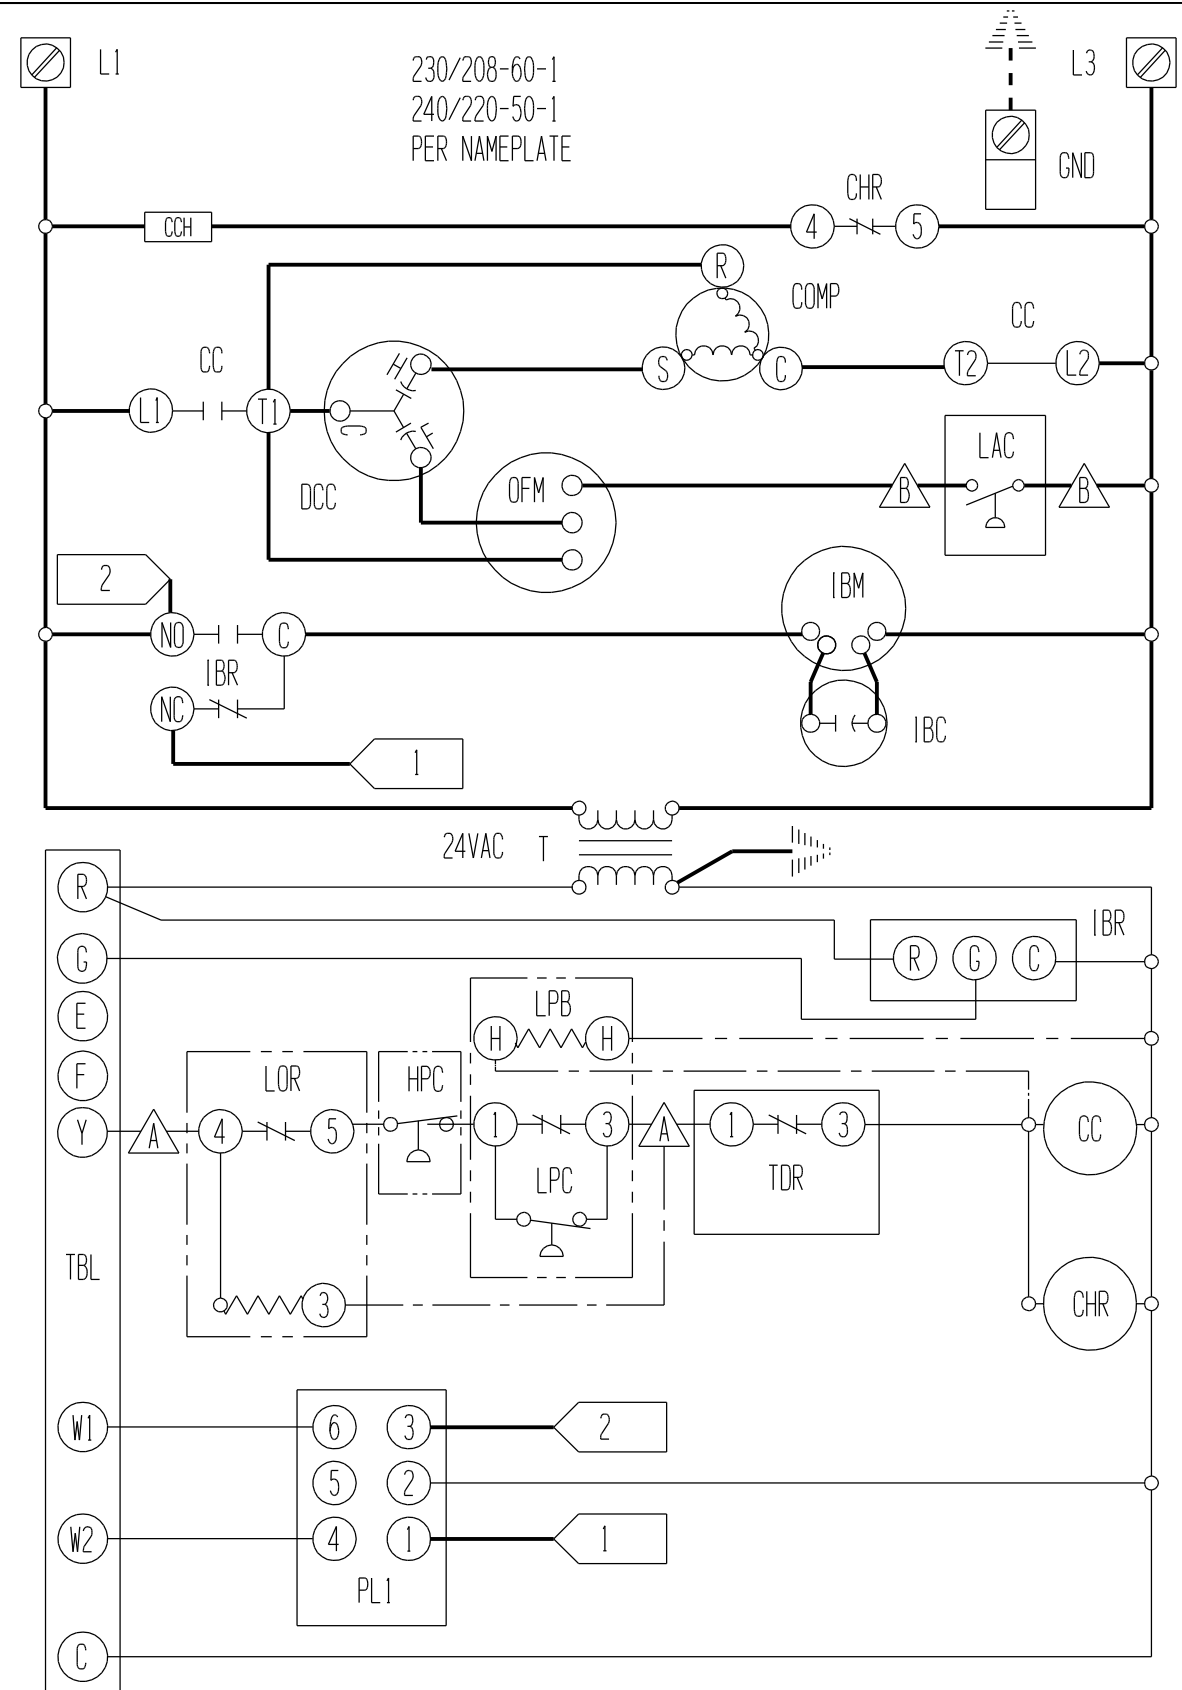 L1
L3
230/208-60-1
240/220-50-1
PER NAMEPLATE
GND
CHR
CCH
4
5
R
COMP
CC
CC
H
S
C
T2
L2
L1
T1
C
F
LAC
DCC
OFM
B
B
2
IBM
NO
C
IBR
NC
IBC
1
24VAC T
R
IBR
G
R
G
C
E
LPB
H
H
F
LOR
HPC
Y
A
4
5
1
3
A
1
3
CC
LPC
TDR
TBL
3
CHR
W1
6
3
2
5
2
W2
4
1
1
PL1
C